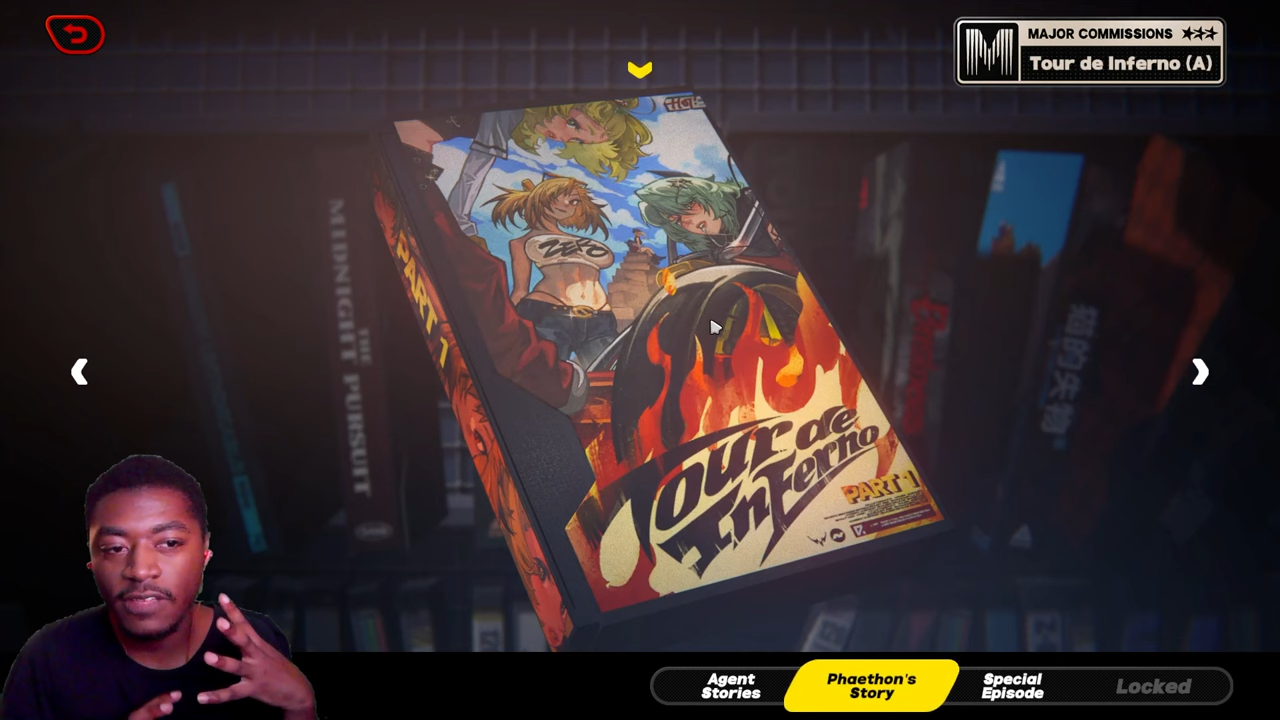 MAJOR COMMISSIONS
Tour de Inferno (A)
MIDNIGHT
THE
PURSUIT
PART 1
ZERO
Tour de
Inferno
PART 1
Agent
Stories
Phaethon's
Story
Special
Episode
Locked